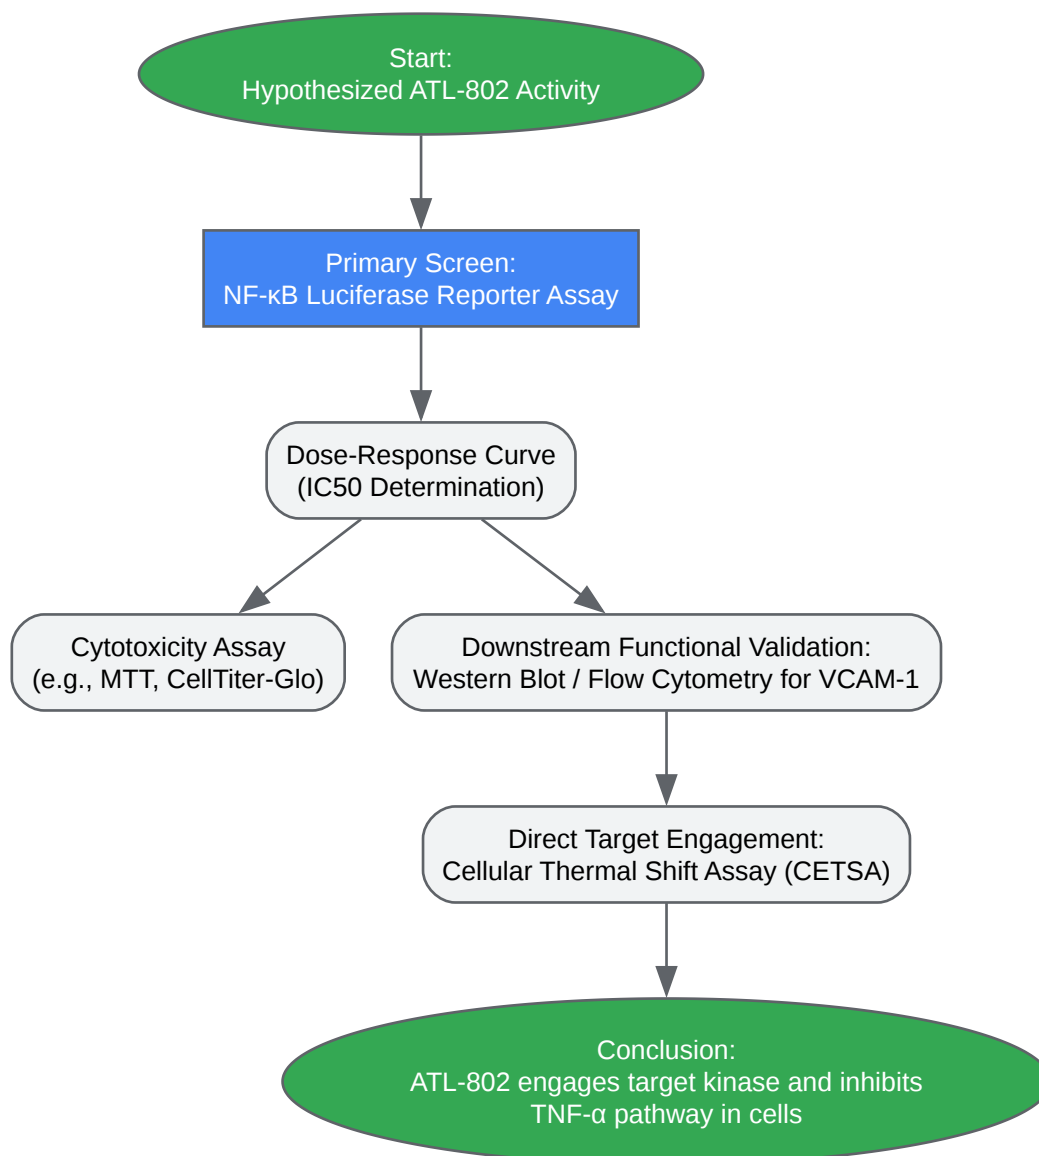 Start:
Hypothesized ATL-802 Activity
Primary Screen:
NF-κB Luciferase Reporter Assay
Dose-Response Curve
(IC50 Determination)
Cytotoxicity Assay
(e.g., MTT, CellTiter-Glo)
Downstream Functional Validation:
Western Blot / Flow Cytometry for VCAM-1
Direct Target Engagement:
Cellular Thermal Shift Assay (CETSA)
Conclusion:
ATL-802 engages target kinase and inhibits
TNF-α pathway in cells